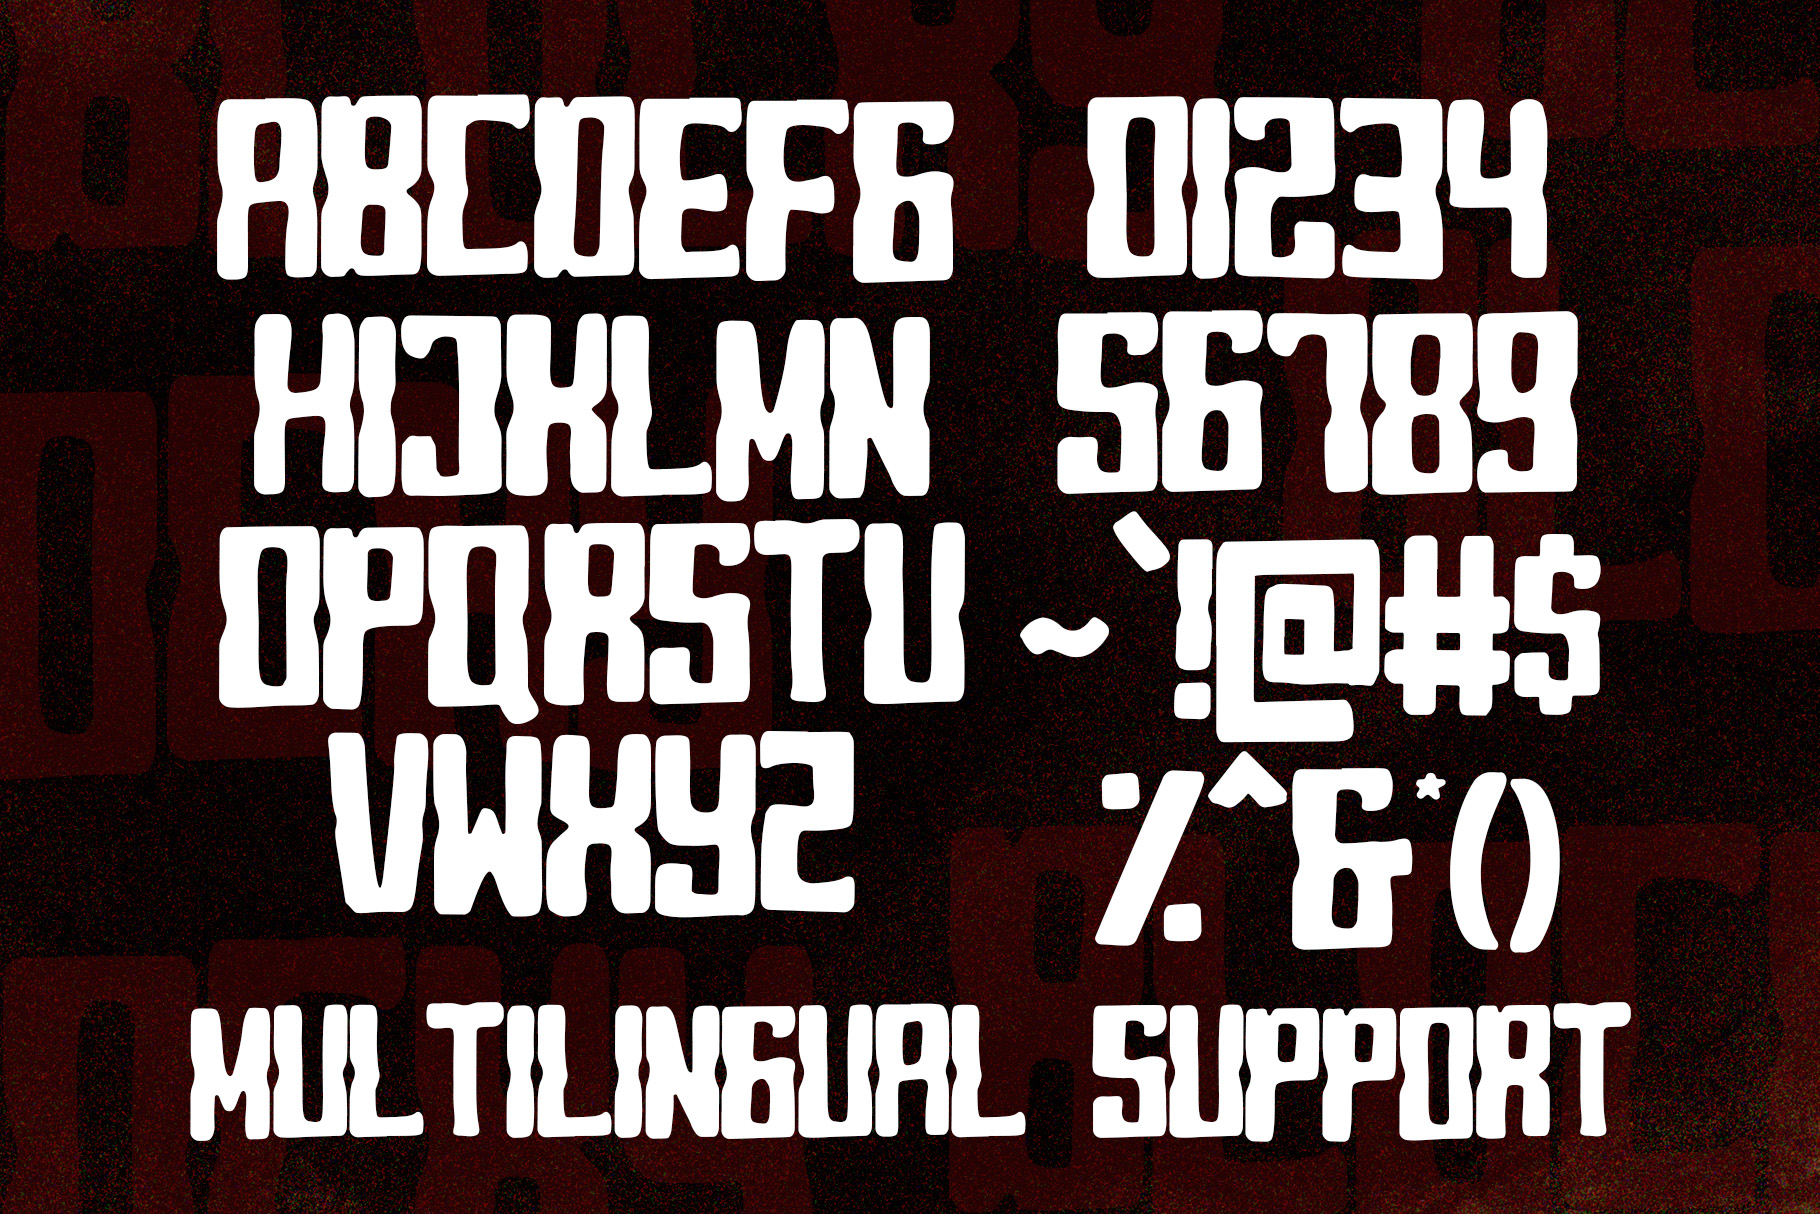 ABCDEFG
HIJKLMN
OPQRSTU
VWXYZ
01234
56789
~`!@#$
%^&*()
MULTILINGUAL SUPPORT